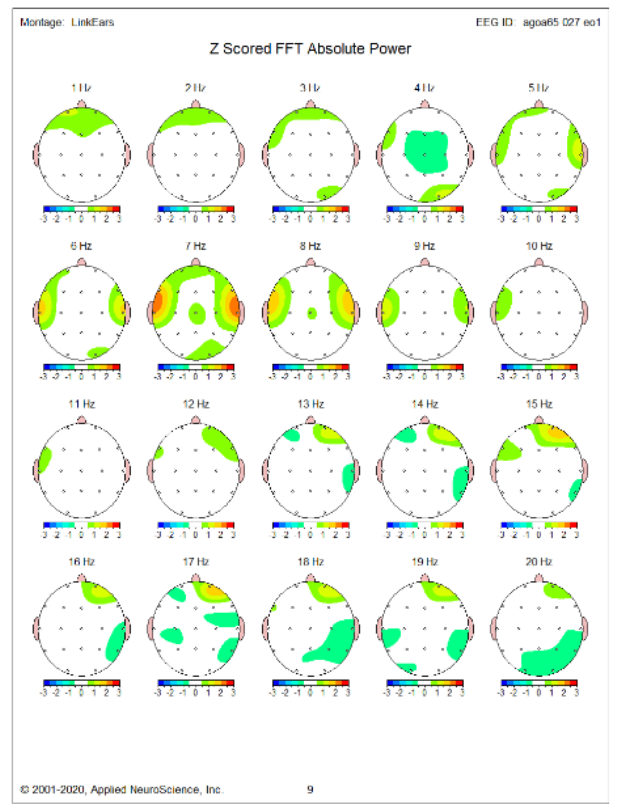 Montage: LinkEars EEG ID: agoa65 027 eo1
Z Scored FFT Absolute Power
1 Hz 2 Hz 3 Hz 4 Hz 5 Hz
-3 -2 -1 0 1 2 3 -3 -2 -1 0 1 2 3 -3 -2 -1 0 1 2 3 -3 -2 -1 0 1 2 3 -3 -2 -1 0 1 2 3
6 Hz 7 Hz 8 Hz 9 Hz 10 Hz
-3 -2 -1 0 1 2 3 -3 -2 -1 0 1 2 3 -3 -2 -1 0 1 2 3 -3 -2 -1 0 1 2 3 -3 -2 -1 0 1 2 3
11 Hz 12 Hz 13 Hz 14 Hz 15 Hz
-3 -2 -1 0 1 2 3 -3 -2 -1 0 1 2 3 -3 -2 -1 0 1 2 3 -3 -2 -1 0 1 2 3 -3 -2 -1 0 1 2 3
16 Hz 17 Hz 18 Hz 19 Hz 20 Hz
-3 -2 -1 0 1 2 3 -3 -2 -1 0 1 2 3 -3 -2 -1 0 1 2 3 -3 -2 -1 0 1 2 3 -3 -2 -1 0 1 2 3
© 2001-2020, Applied NeuroScience, Inc. 9